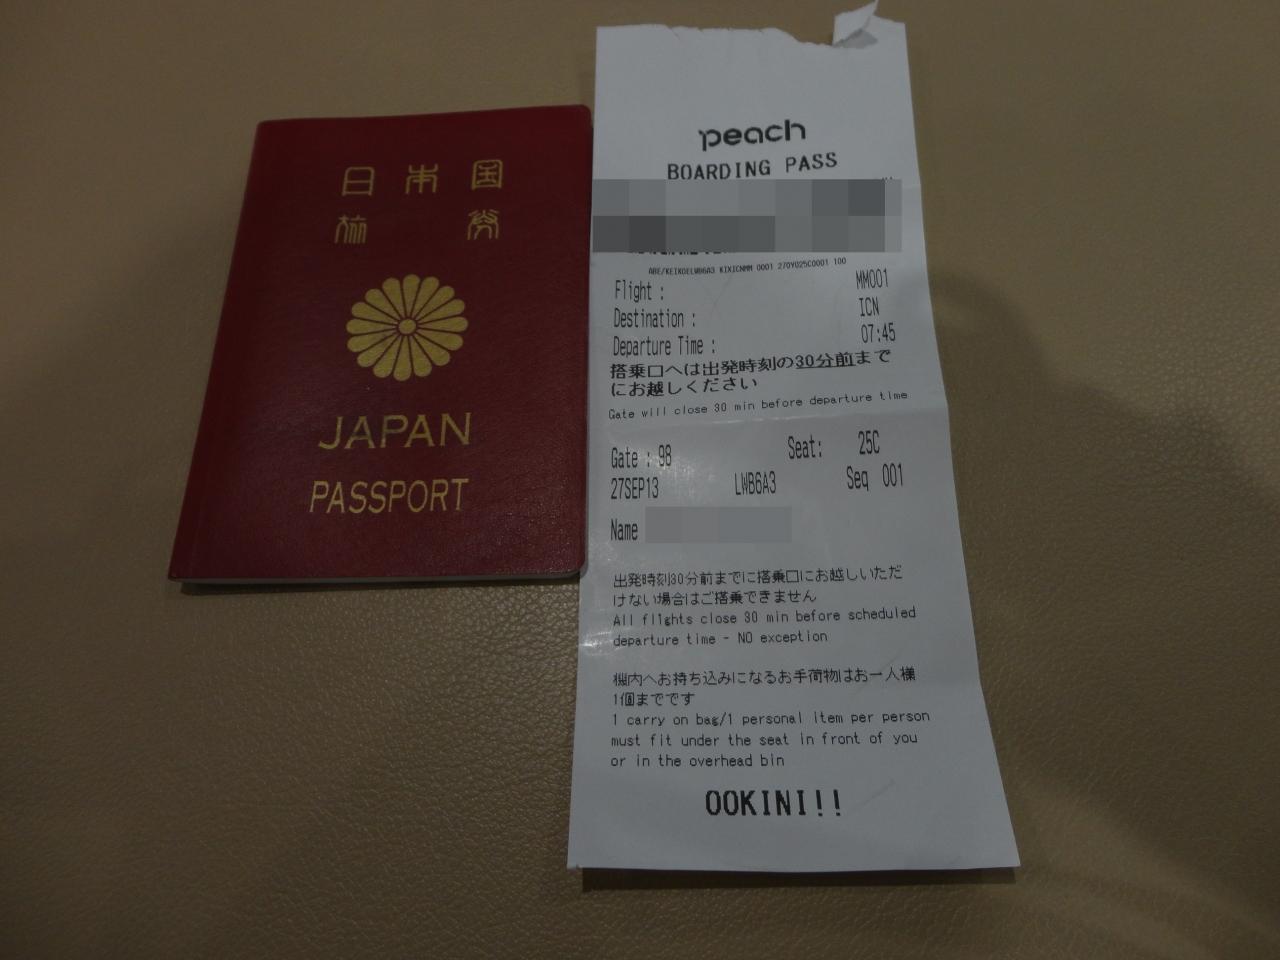 日本国
旅券
JAPAN
PASSPORT
peach
BOARDING PASS
ABE/KEIKOELWB6A3 KIXICNMM 0001 270Y025C0001 100
Flight : MM001
Destination : ICN
Departure Time : 07:45
搭乗口へは出発時刻の30分前まで
にお越しください
Gate will close 30 min before departure time
Gate : 98 Seat: 25C
27SEP13 LWB6A3 Seq 001
Name
出発時刻30分前までに搭乗口にお越しいただ
けない場合はご搭乗できません
All flights close 30 min before scheduled
departure time - NO exception
機内へお持ち込みになるお手荷物はお一人様
1個までです
1 carry on bag/1 personal item per person
must fit under the seat in front of you
or in the overhead bin
OOKINI!!